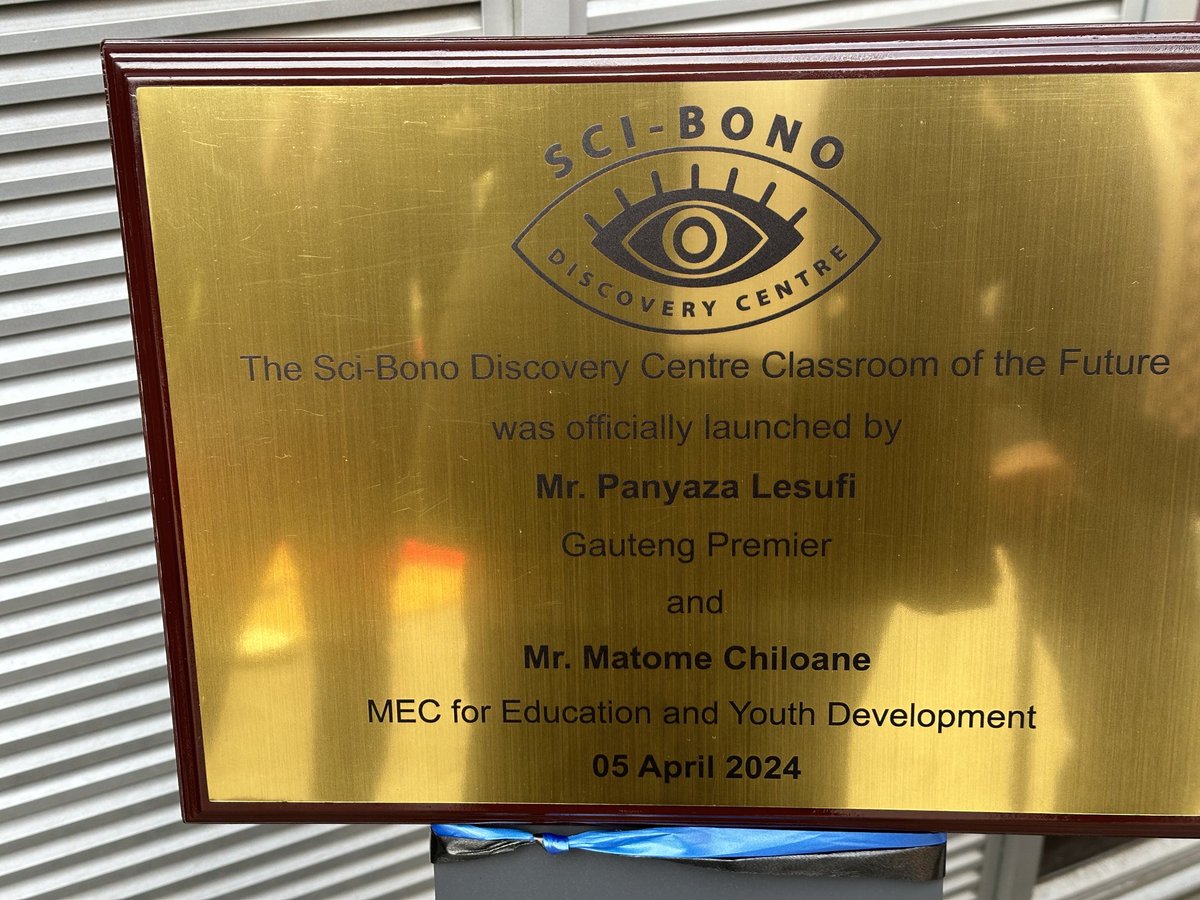 SCI-BONO
DISCOVERY CENTRE
The Sci-Bono Discovery Centre Classroom of the Future
was officially launched by
Mr. Panyaza Lesufi
Gauteng Premier
and
Mr. Matome Chiloane
MEC for Education and Youth Development
05 April 2024